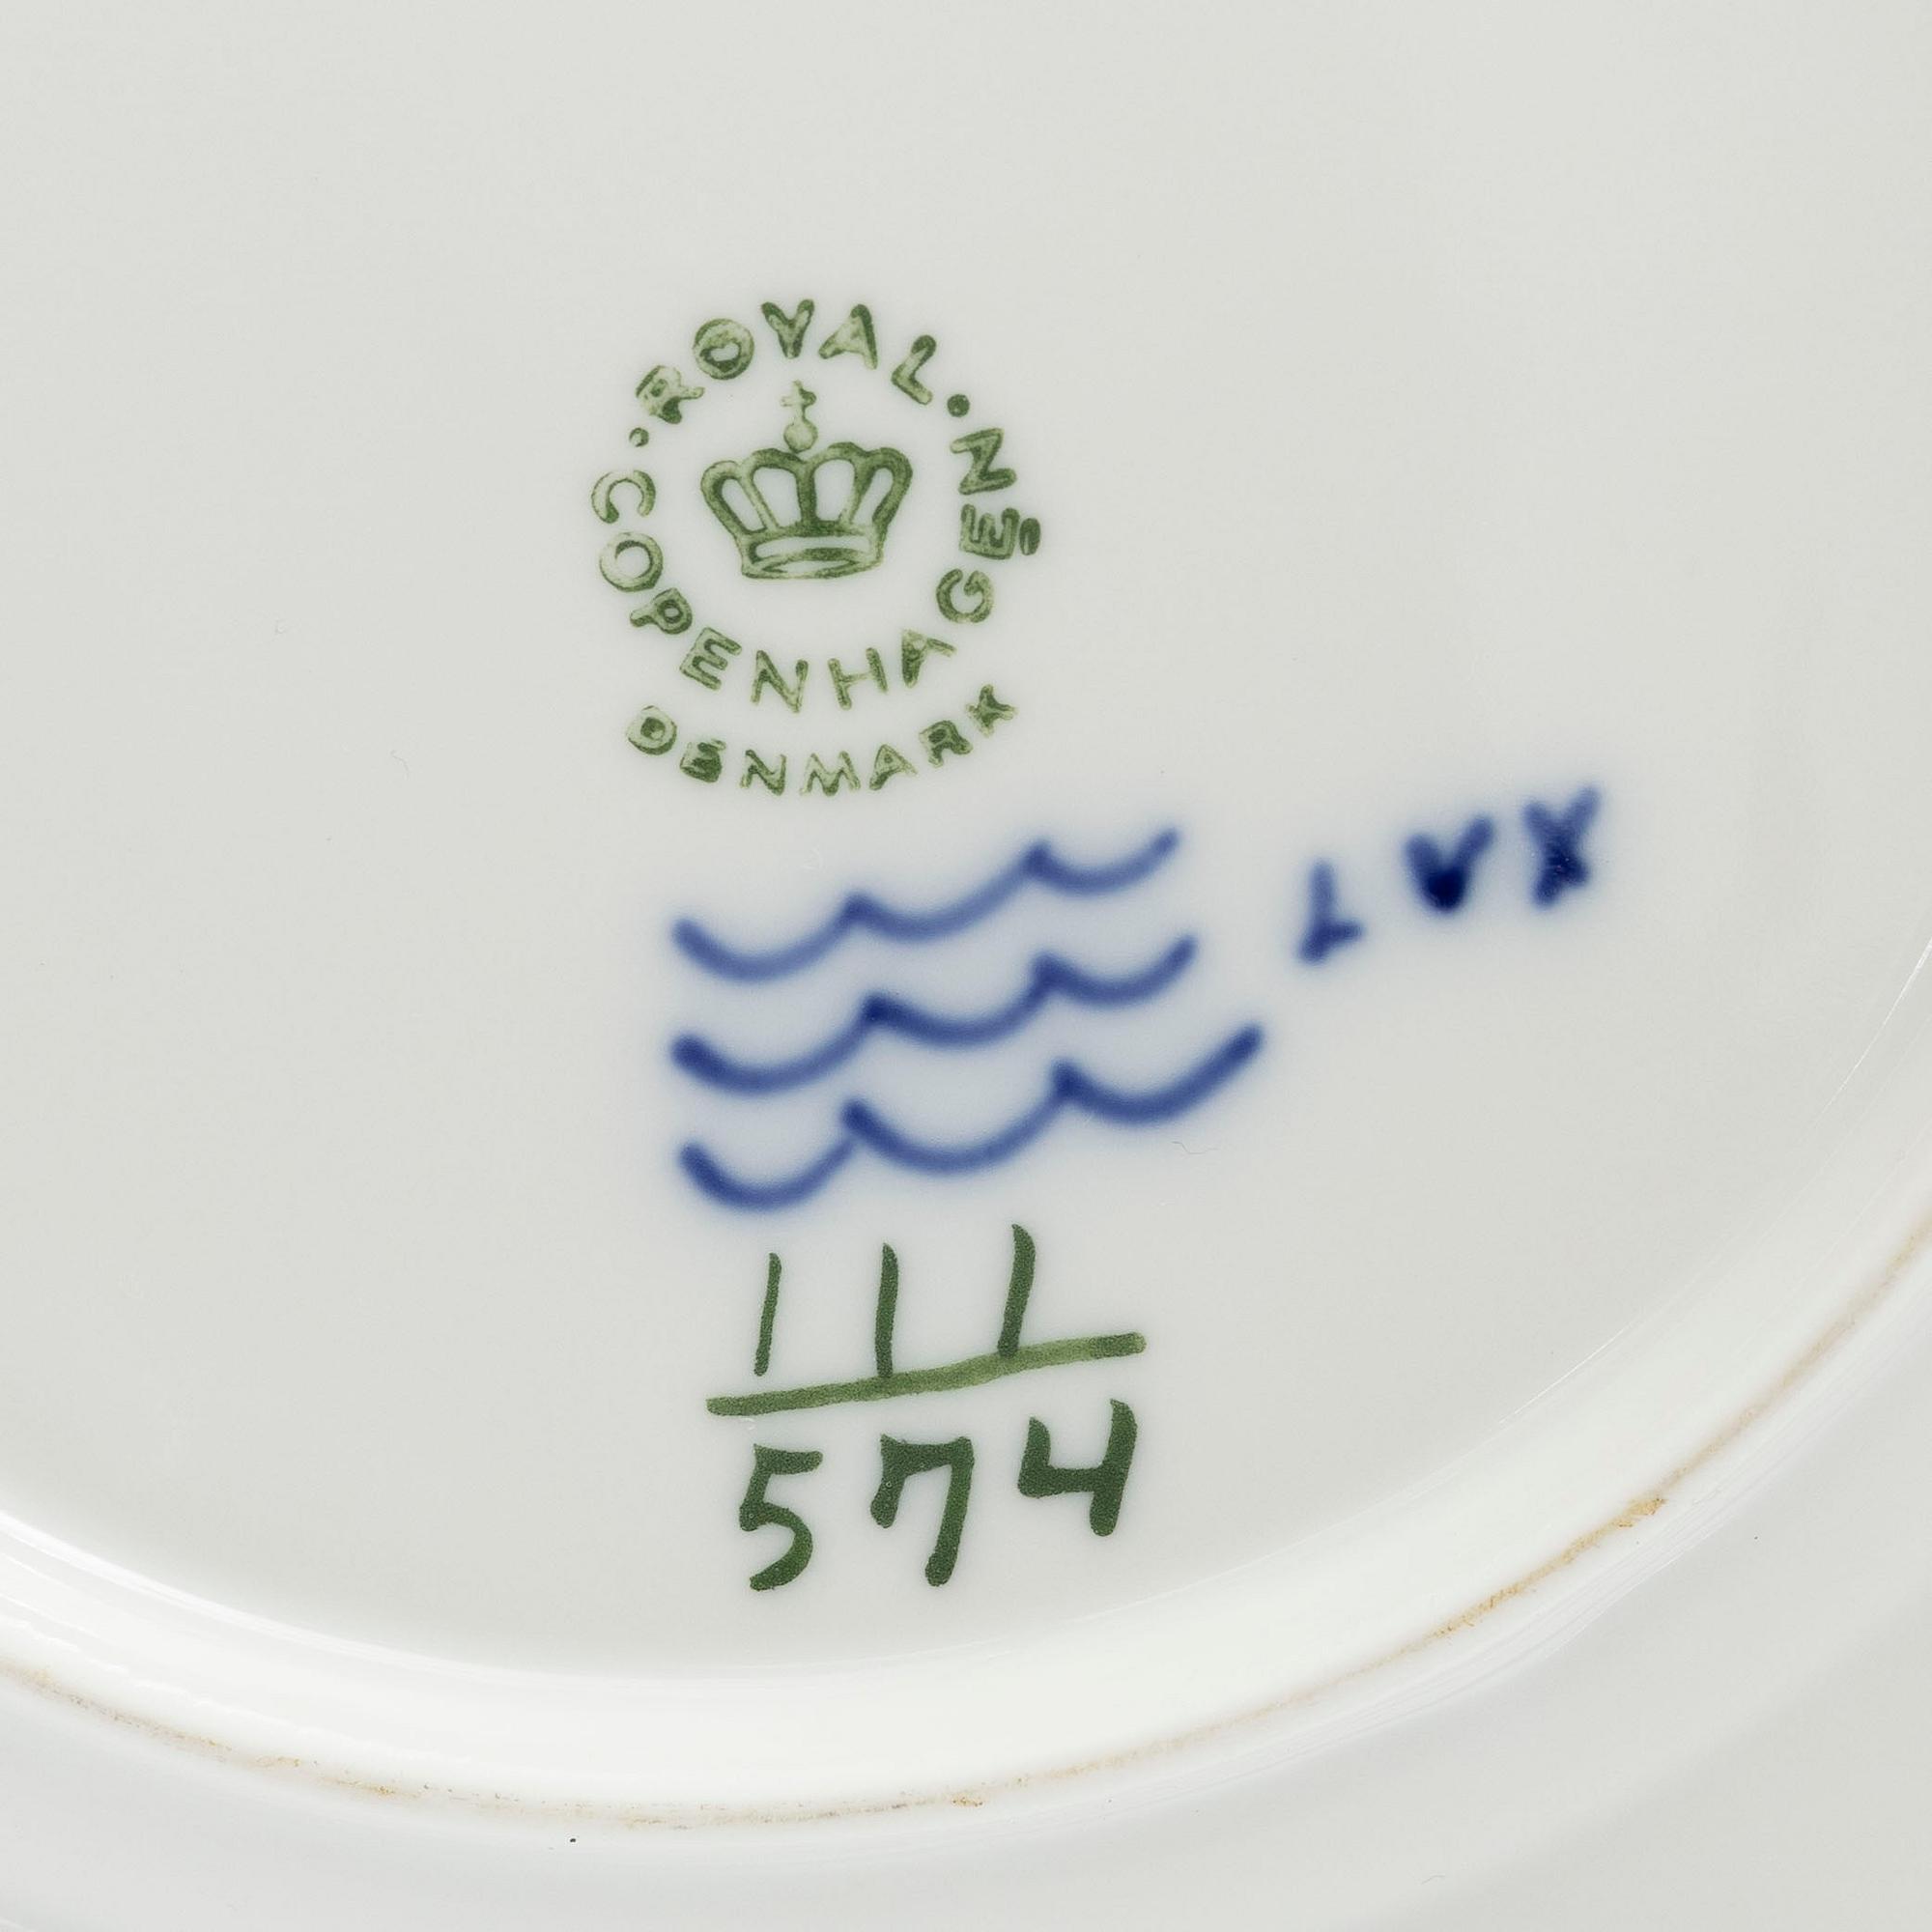 · ROYAL ·
COPENHAGEN
DENMARK
111
574